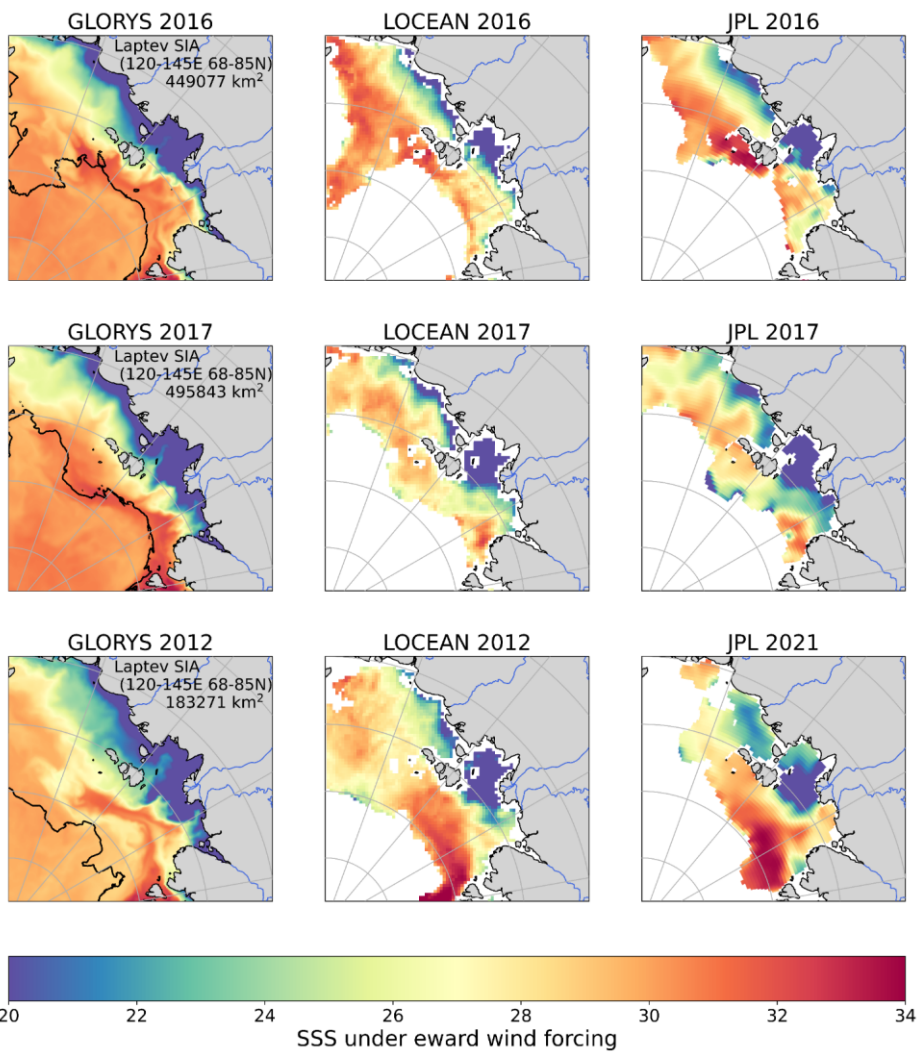 GLORYS 2016 LOCEAN 2016 JPL 2016
Laptev SIA
(120-145E 68-85N)
449077 km²
GLORYS 2017 LOCEAN 2017 JPL 2017
Laptev SIA
(120-145E 68-85N)
495843 km²
GLORYS 2012 LOCEAN 2012 JPL 2021
Laptev SIA
(120-145E 68-85N)
183271 km²
20 22 24 26 28 30 32 34
SSS under eward wind forcing